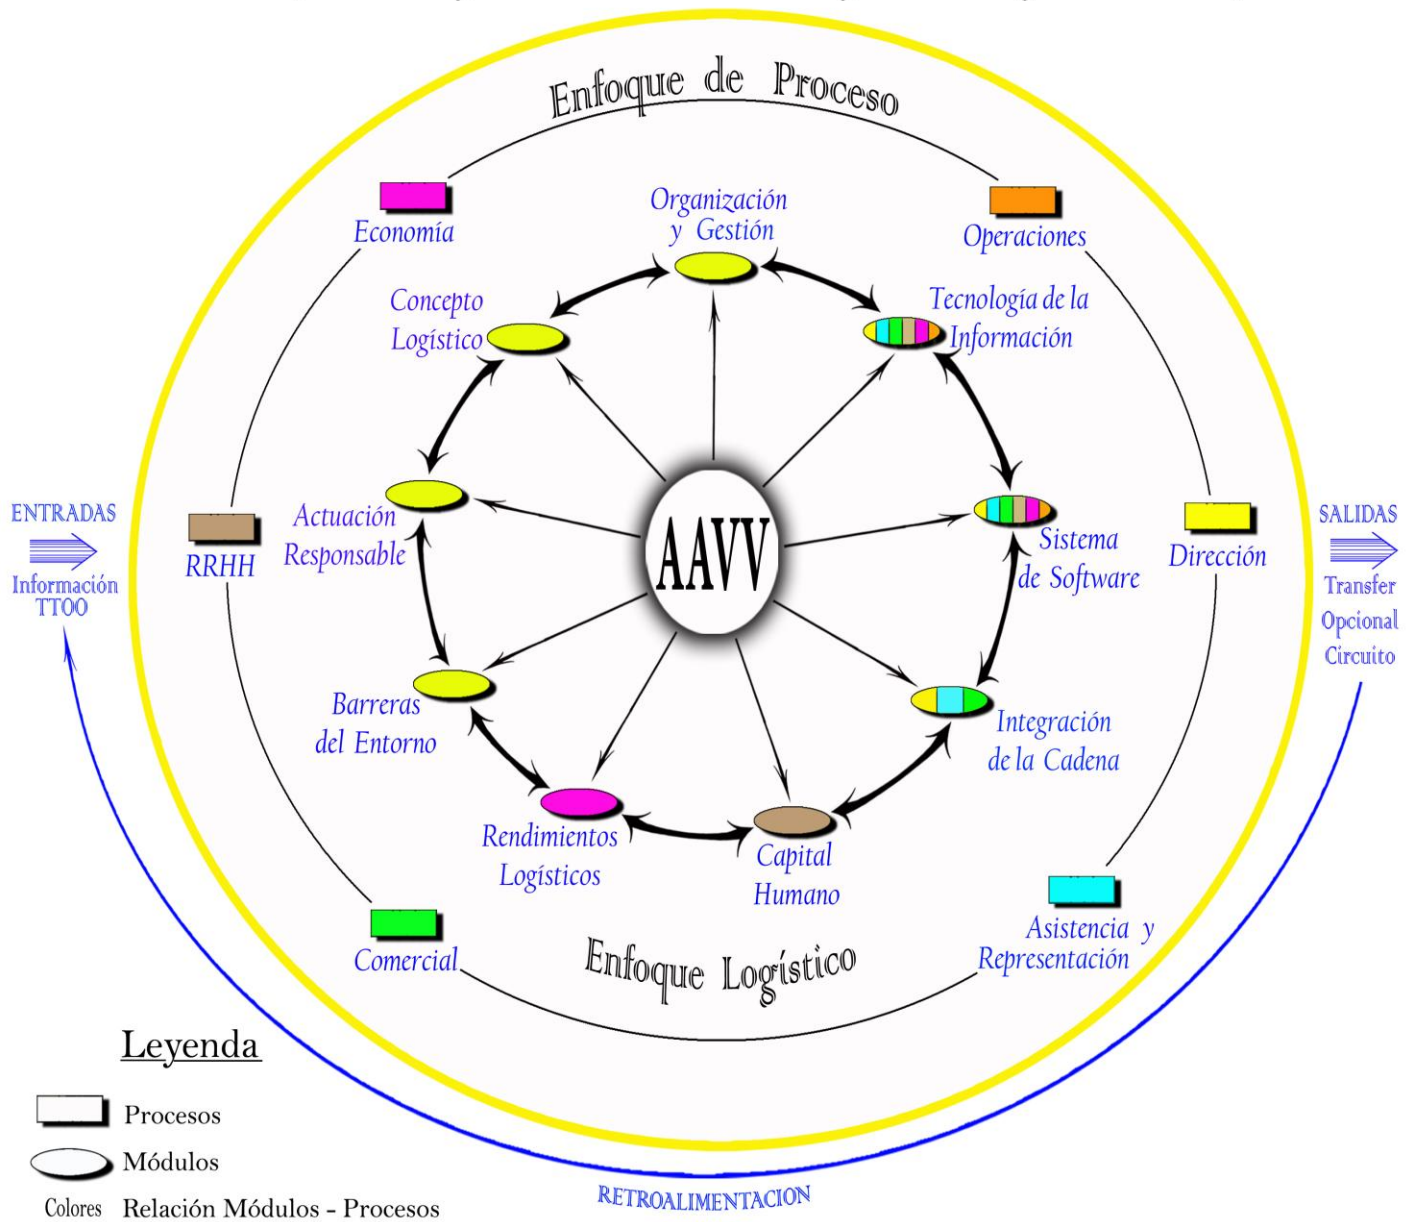 Enfoque de Proceso
Economía
Organización
y Gestión
Operaciones
Concepto
Logístico
Tecnología de la
Información
ENTRADAS
Información
TTOO
RRHH
Actuación
Responsable
AAVV
Sistema
de Software
Dirección
SALIDAS
Transfer
Opcional
Circuito
Barreras
del Entorno
Integración
de la Cadena
Rendimientos
Logísticos
Capital
Humano
Comercial
Enfoque Logístico
Asistencia y
Representación
Leyenda
Procesos
Módulos
Colores Relación Módulos - Procesos
RETROALIMENTACION